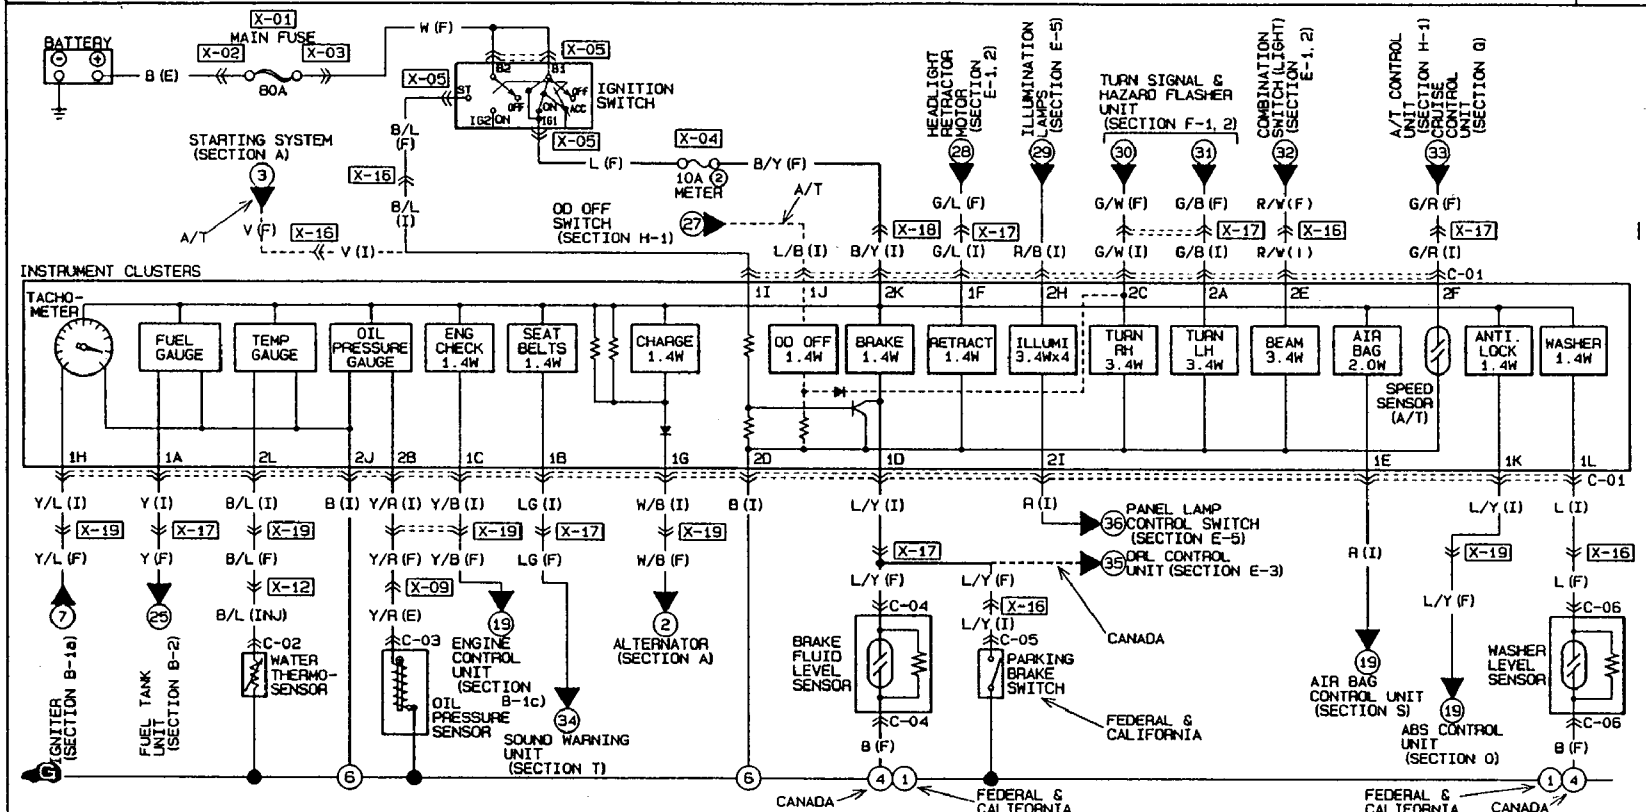 BATTERY
X-01
MAIN FUSE
X-02
X-03
B (E)
80A
W (F)
X-05
X-05
B2
B1
ST
OFF
OFF
ON
ACC
IG2
ON
IG1
IGNITION
SWITCH
X-05
B/L
(F)
X-16
B/L
(I)
STARTING SYSTEM
(SECTION A)
3
A/T
V (F)
X-16
V (I)
L (F)
X-04
10A 2
METER
B/Y (F)
A/T
OD OFF
SWITCH
(SECTION H-1)
27
L/B (I)
X-18
B/Y (I)
HEADLIGHT
RETRACTOR
MOTOR
(SECTION
E-1, 2)
28
G/L (F)
X-17
G/L (I)
ILLUMINATION
LAMPS
(SECTION E-5)
29
R/B (I)
TURN SIGNAL &
HAZARD FLASHER
UNIT
(SECTION F-1, 2)
30
31
G/W (F)
G/B (F)
X-17
G/W (I)
G/B (I)
COMBINATION
SWITCH (LIGHT)
(SECTION
E-1, 2)
32
R/W (F)
X-16
R/W (I)
A/T CONTROL
UNIT (SECTION H-1)
CRUISE
CONTROL
UNIT
(SECTION G)
33
G/R (F)
X-17
G/R (I)
C-01
INSTRUMENT CLUSTERS
1I
1J
2K
1F
2H
2C
2A
2E
2F
TACHO-
METER
FUEL
GAUGE
TEMP
GAUGE
OIL
PRESSURE
GAUGE
ENG
CHECK
1.4W
SEAT
BELTS
1.4W
CHARGE
1.4W
OD OFF
1.4W
BRAKE
1.4W
RETRACT
1.4W
ILLUMI
3.4Wx4
TURN
RH
3.4W
TURN
LH
3.4W
BEAM
3.4W
AIR
BAG
2.0W
SPEED
SENSOR
(A/T)
ANTI.
LOCK
1.4W
WASHER
1.4W
1H
1A
2L
2J
2B
1C
1B
1G
2D
1D
2I
1E
1K
1L
C-01
Y/L (I)
Y (I)
B/L (I)
B (I)
Y/R (I)
Y/B (I)
LG (I)
W/B (I)
B (I)
L/Y (I)
R (I)
L/Y (I)
L (I)
X-19
X-17
X-19
X-19
X-17
X-19
Y/L (F)
Y (F)
B/L (F)
Y/R (F)
Y/B (F)
LG (F)
W/B (F)
7
IGNITER
(SECTION B-1a)
25
FUEL TANK
UNIT
(SECTION B-2)
X-12
B/L (INJ)
C-02
WATER
THERMO-
SENSOR
X-09
Y/R (E)
C-03
OIL
PRESSURE
SENSOR
19
ENGINE
CONTROL
UNIT
(SECTION
B-1c)
34
SOUND WARNING
UNIT
(SECTION T)
2
ALTERNATOR
(SECTION A)
36
PANEL LAMP
CONTROL SWITCH
(SECTION E-5)
X-17
35
DRL CONTROL
UNIT (SECTION E-3)
L/Y (F)
L/Y (F)
X-16
L/Y (I)
CANADA
C-04
BRAKE
FLUID
LEVEL
SENSOR
C-04
B (F)
C-05
PARKING
BRAKE
SWITCH
FEDERAL &
CALIFORNIA
R (I)
19
AIR BAG
CONTROL UNIT
(SECTION S)
X-19
L/Y (F)
19
ABS CONTROL
UNIT
(SECTION O)
X-16
L (F)
C-06
WASHER
LEVEL
SENSOR
C-06
B (F)
G
6
6
4
1
CANADA
FEDERAL &
CALIFORNIA
1
4
FEDERAL &
CALIFORNIA
CANADA